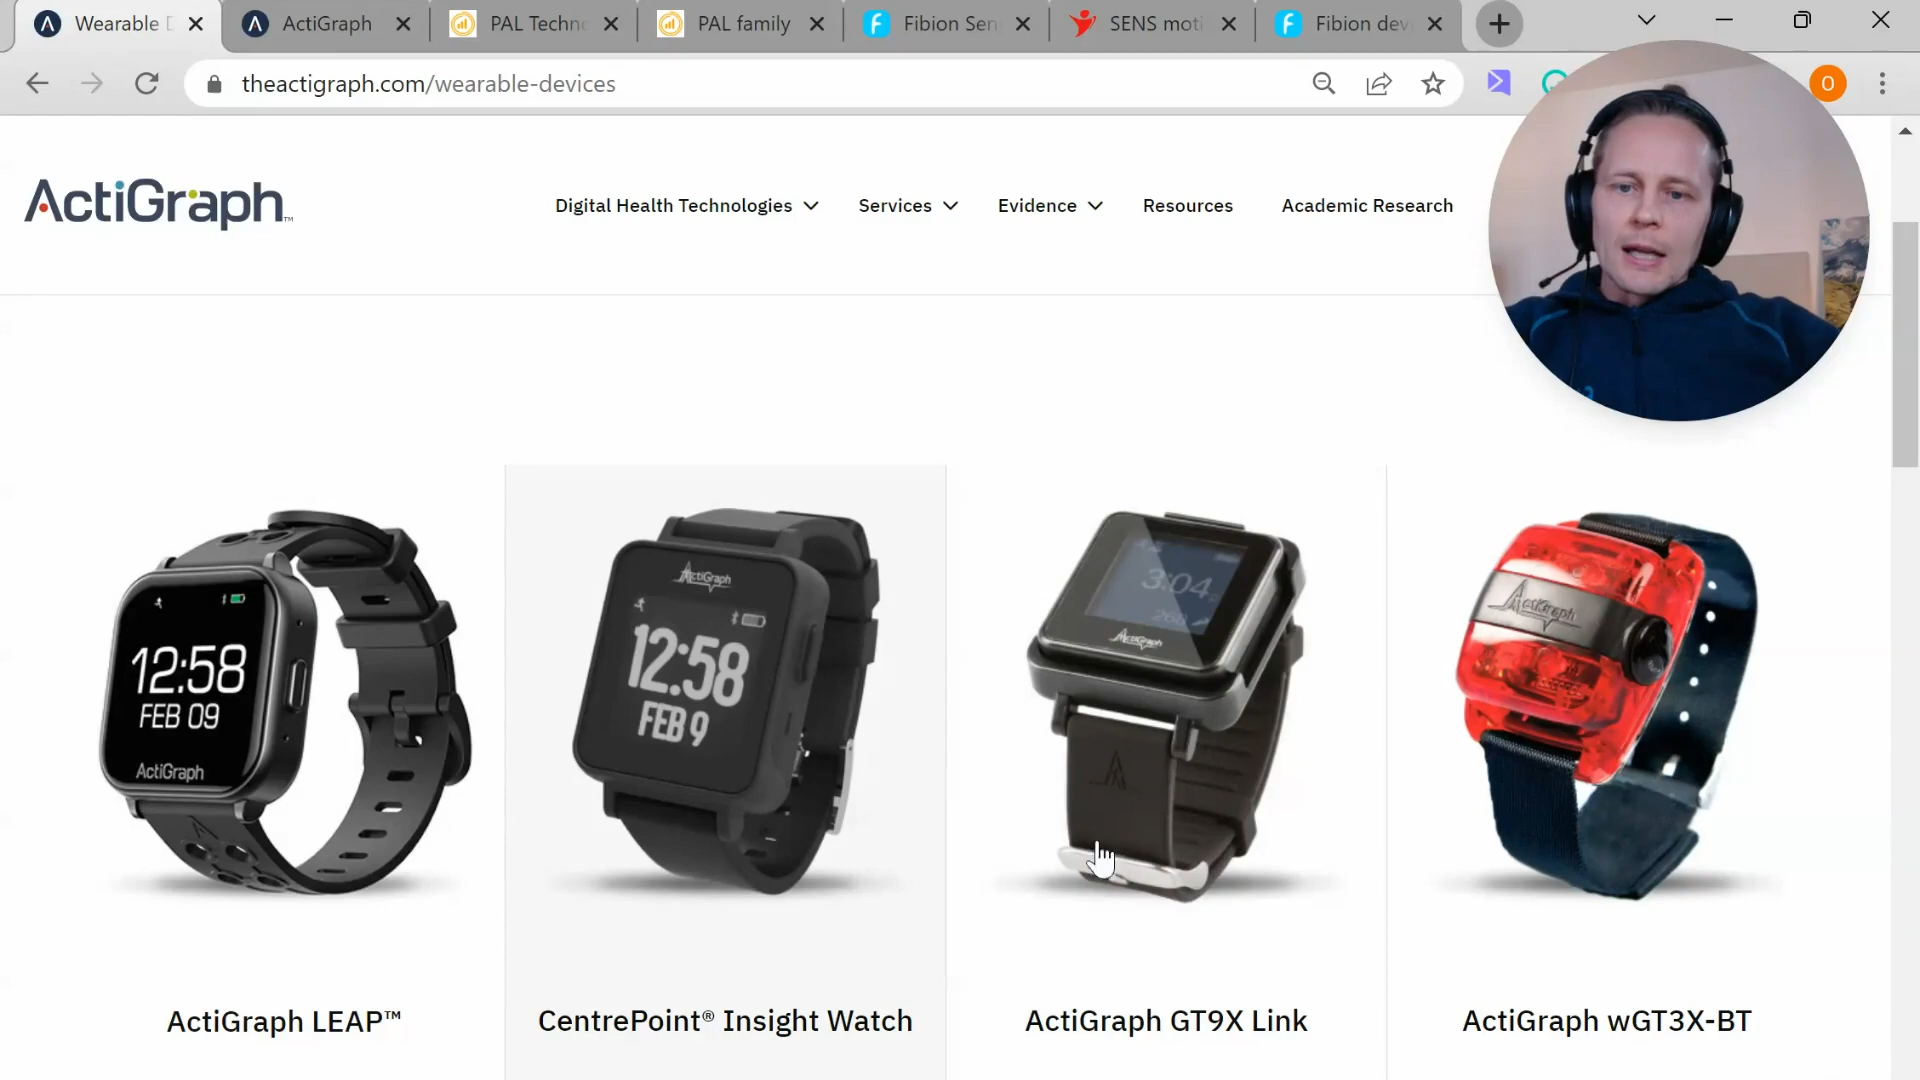 Wearable D
ActiGraph
PAL Techno
PAL family
Fibion Sen
SENS moti
Fibion dev
theactigraph.com/wearable-devices
O
ActiGraph™
Digital Health Technologies
Services
Evidence
Resources
Academic Research
12:58
FEB 09
ActiGraph
ActiGraph
12:58
FEB 9
3:04
ActiGraph
ActiGraph
ActiGraph LEAP™
CentrePoint® Insight Watch
ActiGraph GT9X Link
ActiGraph wGT3X-BT